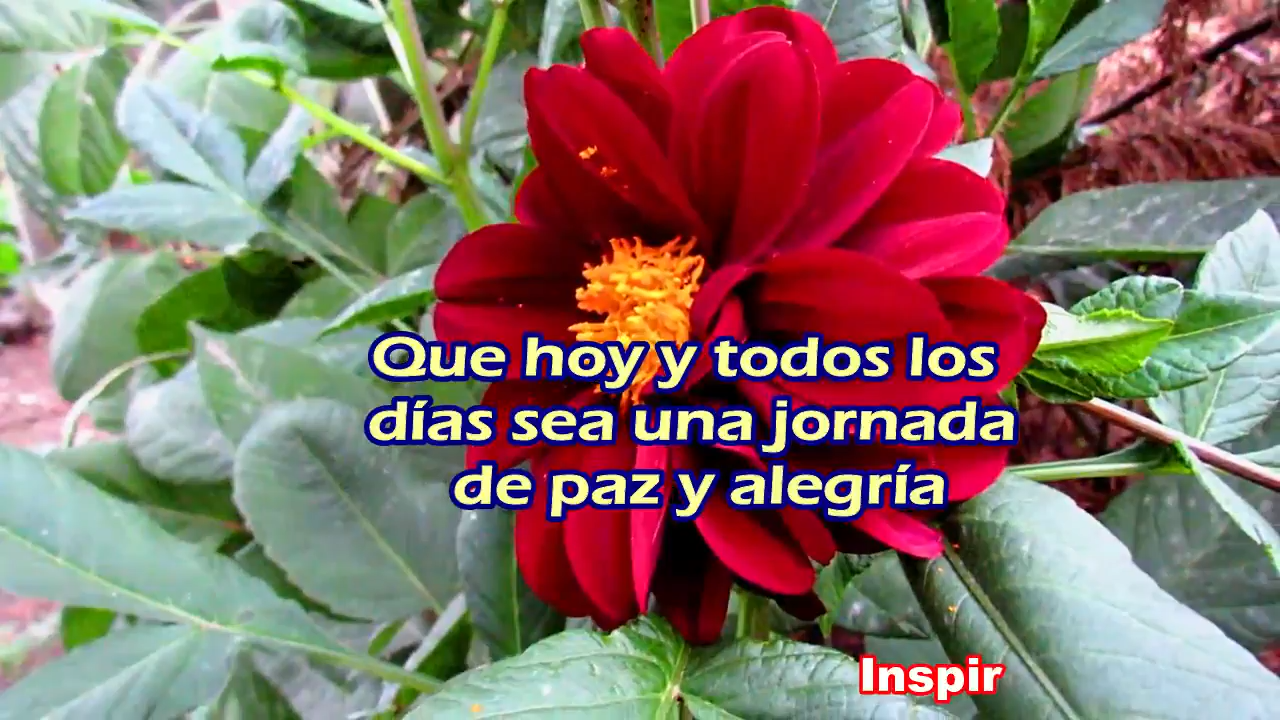 Que hoy y todos los
días sea una jornada
de paz y alegría
Inspir